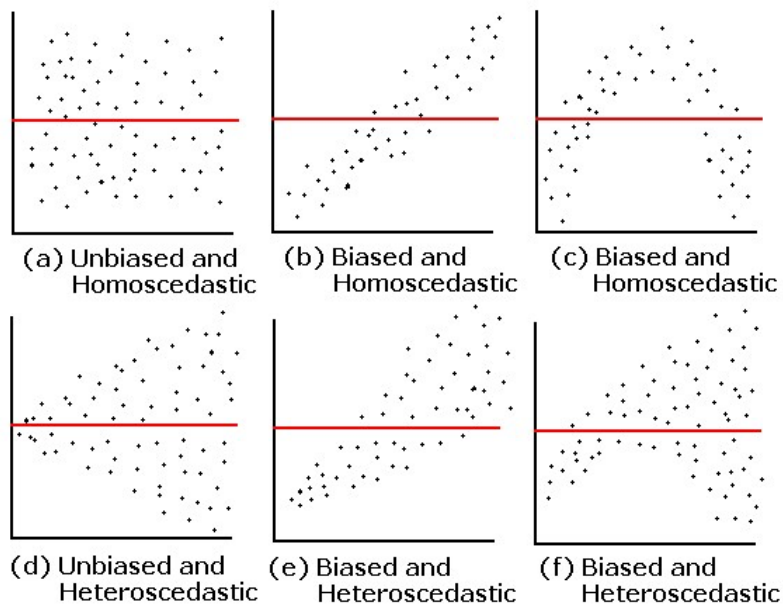 (a) Unbiased and
Homoscedastic
(b) Biased and
Homoscedastic
(c) Biased and
Homoscedastic
(d) Unbiased and
Heteroscedastic
(e) Biased and
Heteroscedastic
(f) Biased and
Heteroscedastic